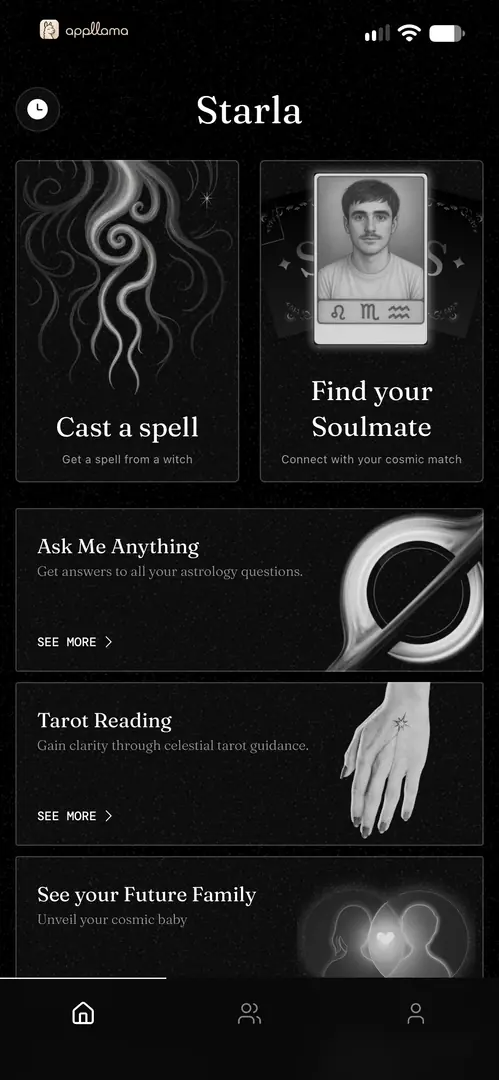 appllama
Starla
Cast a spell
Get a spell from a witch
Find your
Soulmate
Connect with your cosmic match
Ask Me Anything
Get answers to all your astrology questions.
SEE MORE
Tarot Reading
Gain clarity through celestial tarot guidance.
SEE MORE
See your Future Family
Unveil your cosmic baby